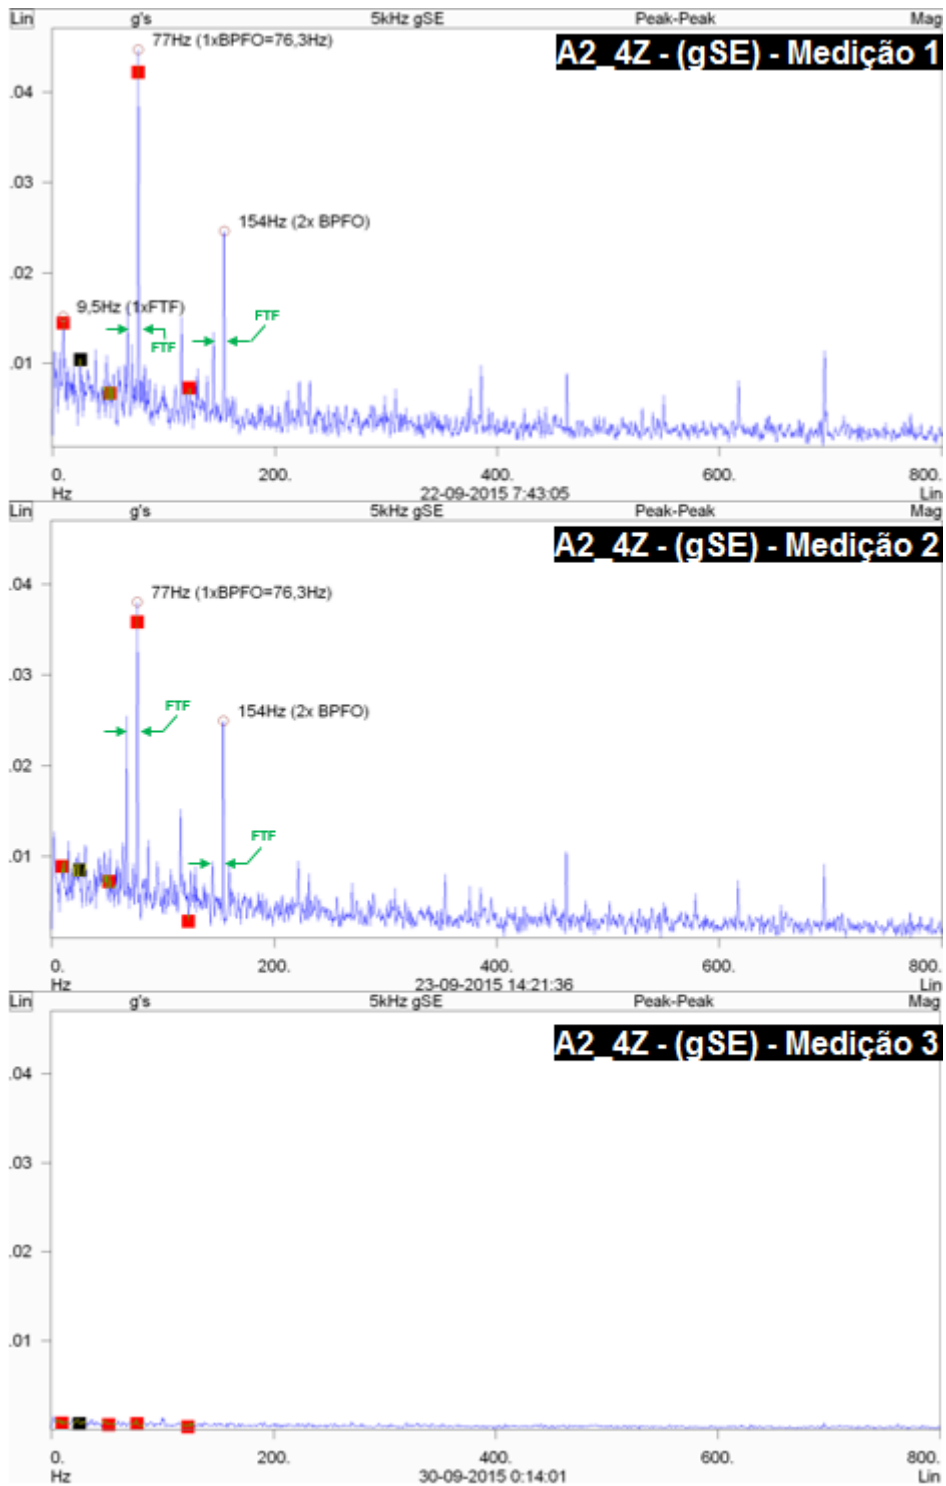 Lin g's 5kHz gSE Peak-Peak Mag
A2_4Z - (gSE) - Medição 1
77Hz (1xBPFO=76,3Hz)
.04
.03
154Hz (2x BPFO)
.02
9,5Hz (1xFTF)
FTF
FTF
.01
0. 200. 400. 600. 800.
Hz 22-09-2015 7:43:05 Lin
Lin g's 5kHz gSE Peak-Peak Mag
A2_4Z - (gSE) - Medição 2
77Hz (1xBPFO=76,3Hz)
.04
.03
FTF
154Hz (2x BPFO)
.02
FTF
.01
0. 200. 400. 600. 800.
Hz 23-09-2015 14:21:36 Lin
Lin g's 5kHz gSE Peak-Peak Mag
A2_4Z - (gSE) - Medição 3
.04
.03
.02
.01
0. 200. 400. 600. 800.
Hz 30-09-2015 0:14:01 Lin